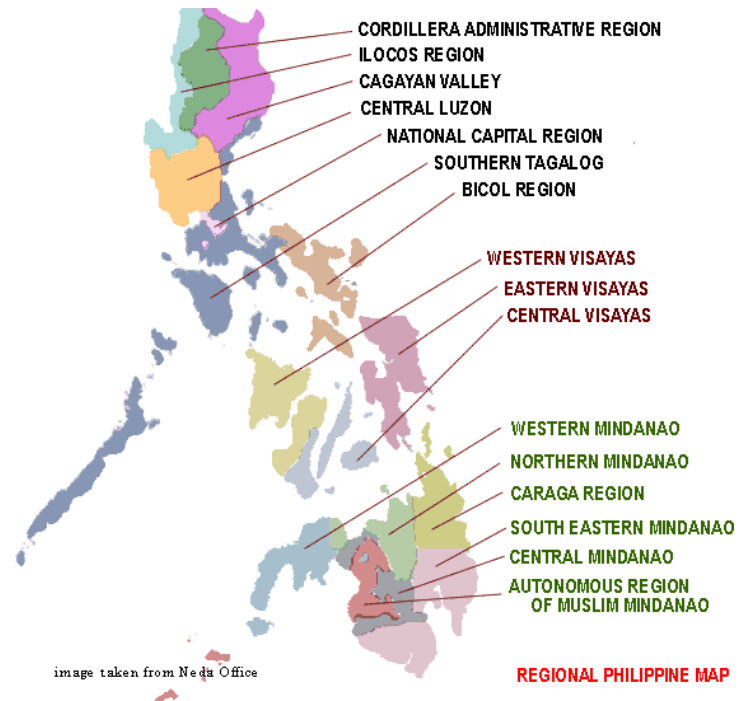 CORDILLERA ADMINISTRATIVE REGION
ILOCOS REGION
CAGAYAN VALLEY
CENTRAL LUZON
NATIONAL CAPITAL REGION
SOUTHERN TAGALOG
BICOL REGION
WESTERN VISAYAS
EASTERN VISAYAS
CENTRAL VISAYAS
WESTERN MINDANAO
NORTHERN MINDANAO
CARAGA REGION
SOUTH EASTERN MINDANAO
CENTRAL MINDANAO
AUTONOMOUS REGION
OF MUSLIM MINDANAO
image taken from Neda Office
REGIONAL PHILIPPINE MAP